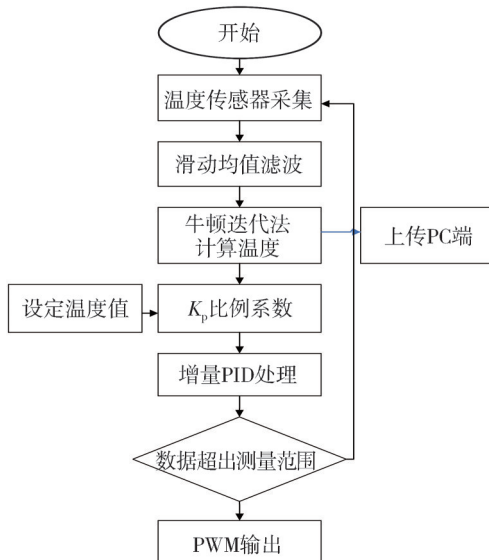 开始
温度传感器采集
滑动均值滤波
牛顿迭代法
计算温度
上传PC端
设定温度值
Kp比例系数
增量PID处理
数据超出测量范围
PWM输出